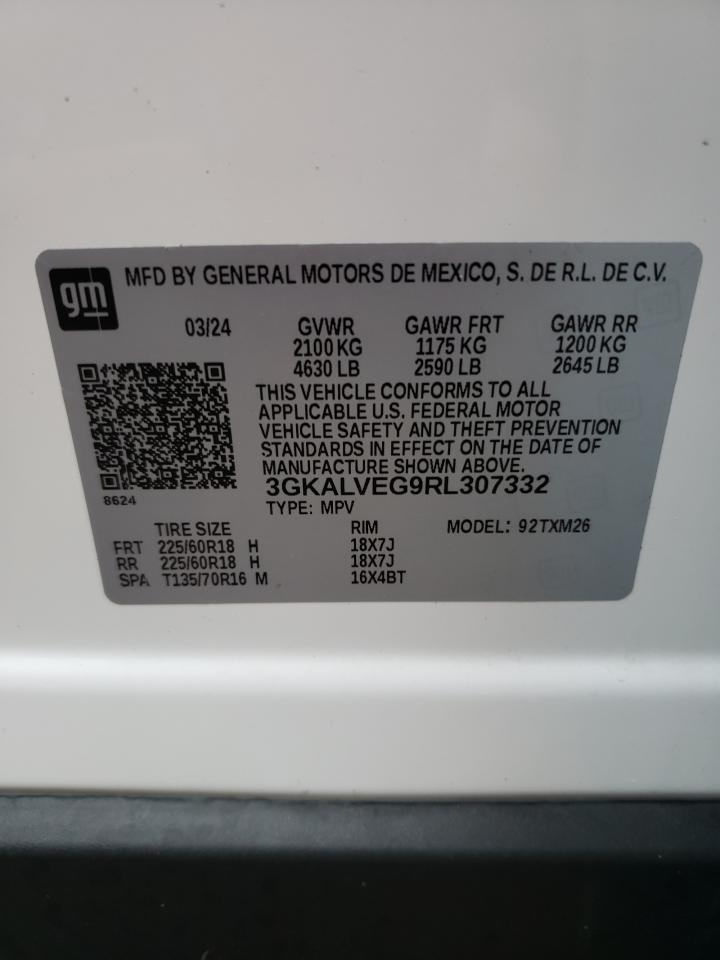 gm
MFD BY GENERAL MOTORS DE MEXICO, S. DE R.L. DE C.V.
03/24 GVWR GAWR FRT GAWR RR
2100 KG 1175 KG 1200 KG
4630 LB 2590 LB 2645 LB
THIS VEHICLE CONFORMS TO ALL
APPLICABLE U.S. FEDERAL MOTOR
VEHICLE SAFETY AND THEFT PREVENTION
STANDARDS IN EFFECT ON THE DATE OF
MANUFACTURE SHOWN ABOVE.
3GKALVEG9RL307332
8624
TYPE: MPV
TIRE SIZE RIM MODEL: 92TXM26
FRT 225/60R18 H 18X7J
RR 225/60R18 H 18X7J
SPA T135/70R16 M 16X4BT